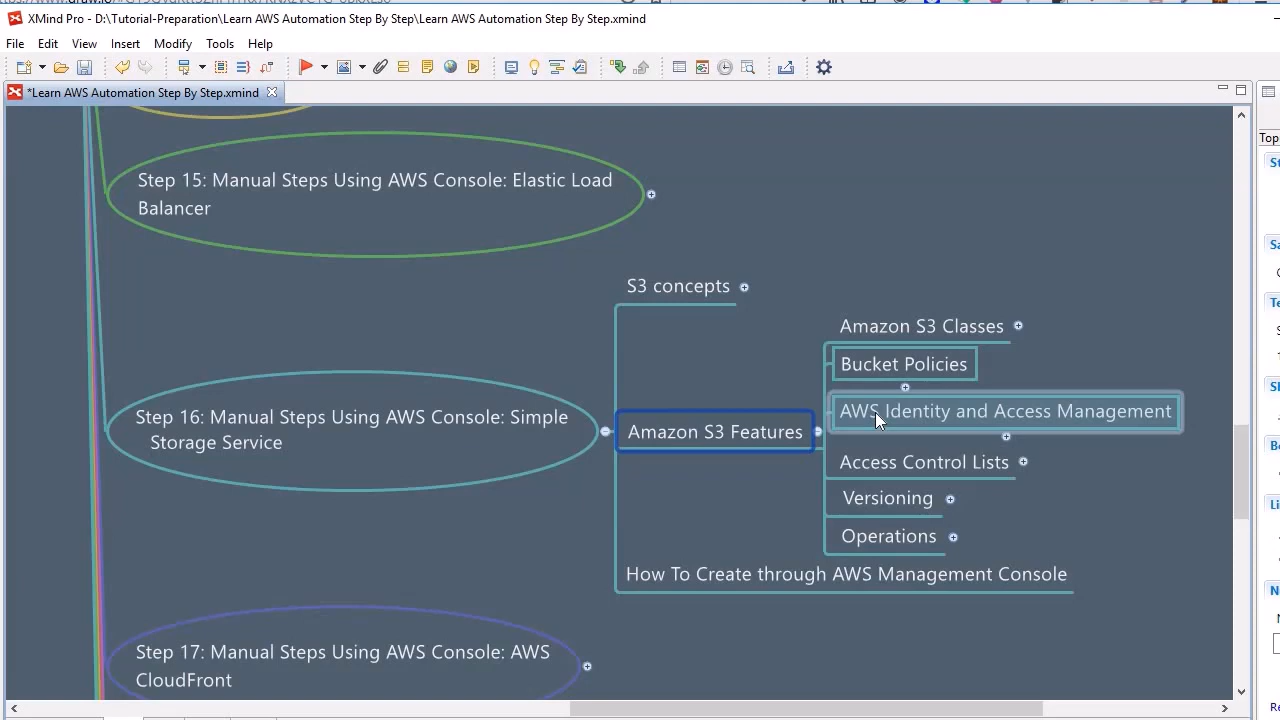 XMind Pro - D:\Tutorial-Preparation\Learn AWS Automation Step By Step\Learn AWS Automation Step By Step.xmind
File Edit View Insert Modify Tools Help
*Learn AWS Automation Step By Step.xmind
Step 15: Manual Steps Using AWS Console: Elastic Load
Balancer
S3 concepts
Amazon S3 Classes
Bucket Policies
AWS Identity and Access Management
Step 16: Manual Steps Using AWS Console: Simple
Storage Service
Amazon S3 Features
Access Control Lists
Versioning
Operations
How To Create through AWS Management Console
Step 17: Manual Steps Using AWS Console: AWS
CloudFront
Top